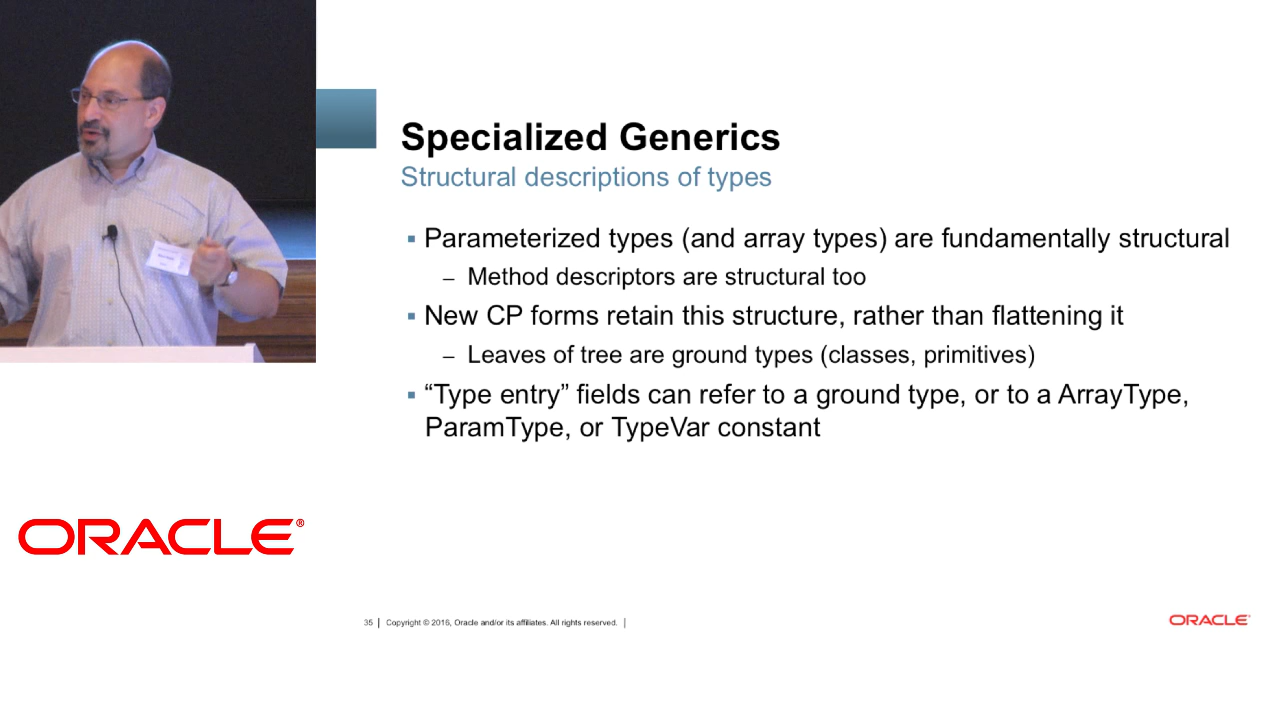 Specialized Generics
Structural descriptions of types
▪ Parameterized types (and array types) are fundamentally structural
– Method descriptors are structural too
▪ New CP forms retain this structure, rather than flattening it
– Leaves of tree are ground types (classes, primitives)
▪ “Type entry” fields can refer to a ground type, or to a ArrayType,
ParamType, or TypeVar constant
ORACLE®
35 | Copyright © 2016, Oracle and/or its affiliates. All rights reserved. |
ORACLE®